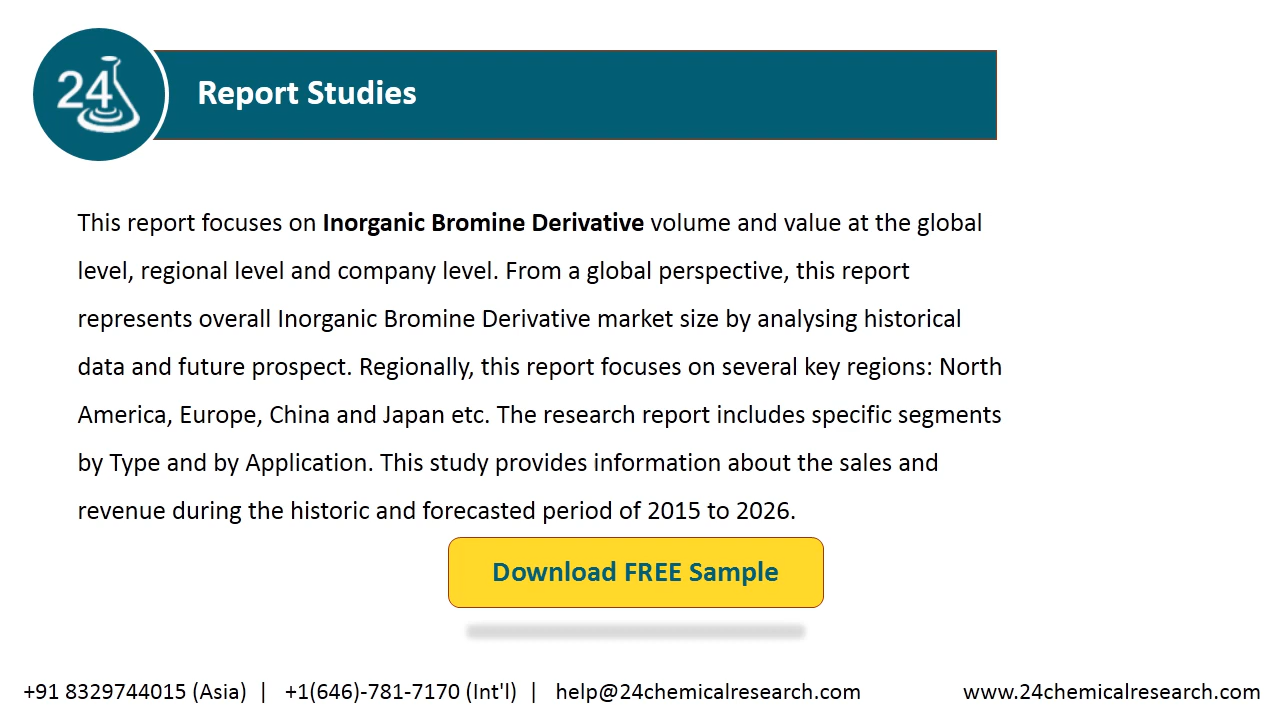 24
Report Studies
This report focuses on Inorganic Bromine Derivative volume and value at the global
level, regional level and company level. From a global perspective, this report
represents overall Inorganic Bromine Derivative market size by analysing historical
data and future prospect. Regionally, this report focuses on several key regions: North
America, Europe, China and Japan etc. The research report includes specific segments
by Type and by Application. This study provides information about the sales and
revenue during the historic and forecasted period of 2015 to 2026.
Download FREE Sample
+91 8329744015 (Asia) | +1(646)-781-7170 (Int'l) | help@24chemicalresearch.com www.24chemicalresearch.com